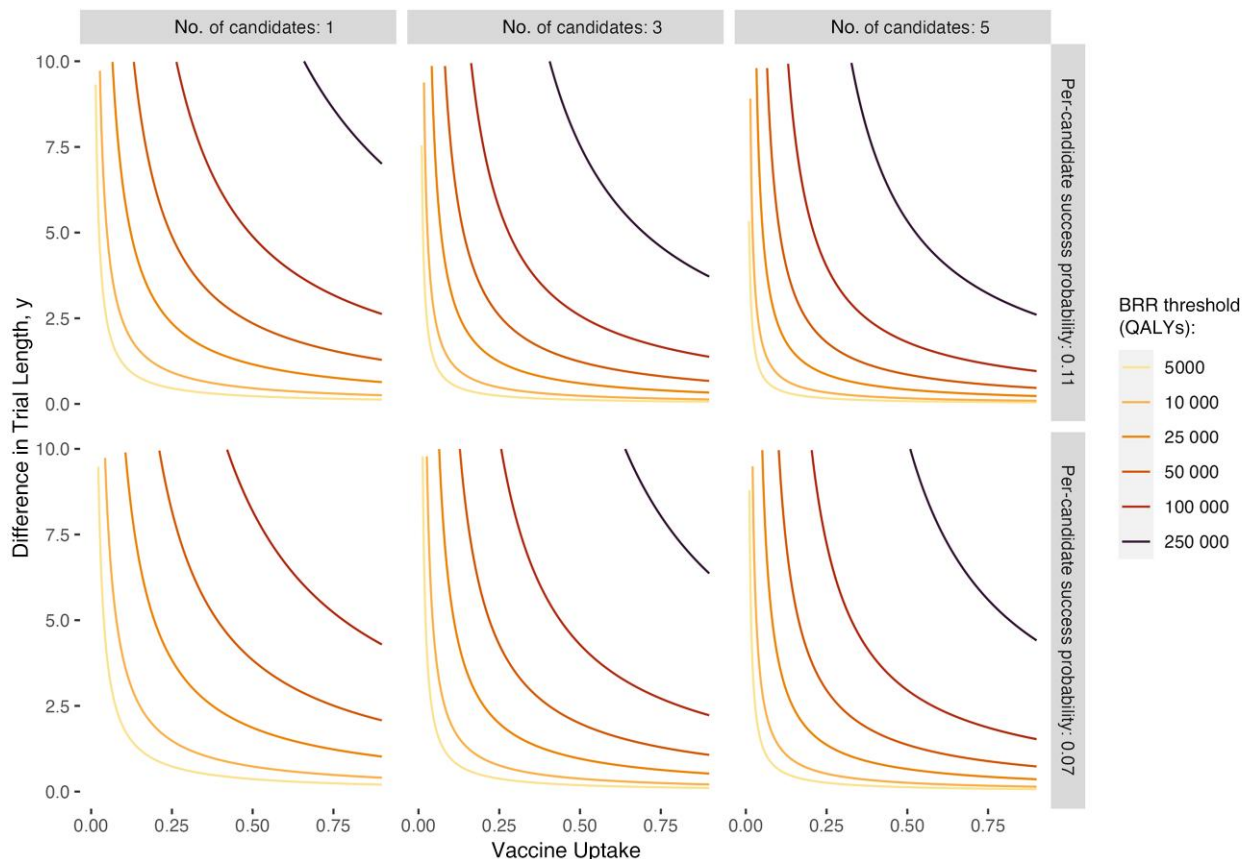 No. of candidates: 1
No. of candidates: 3
No. of candidates: 5
Difference in Trial Length, y
10.0
7.5
5.0
2.5
0.0
Per-candidate success probability: 0.11
10.0
7.5
5.0
2.5
0.0
Per-candidate success probability: 0.07
0.00 0.25 0.50 0.75
0.00 0.25 0.50 0.75
0.00 0.25 0.50 0.75
Vaccine Uptake
BRR threshold
(QALYs):
5000
10 000
25 000
50 000
100 000
250 000